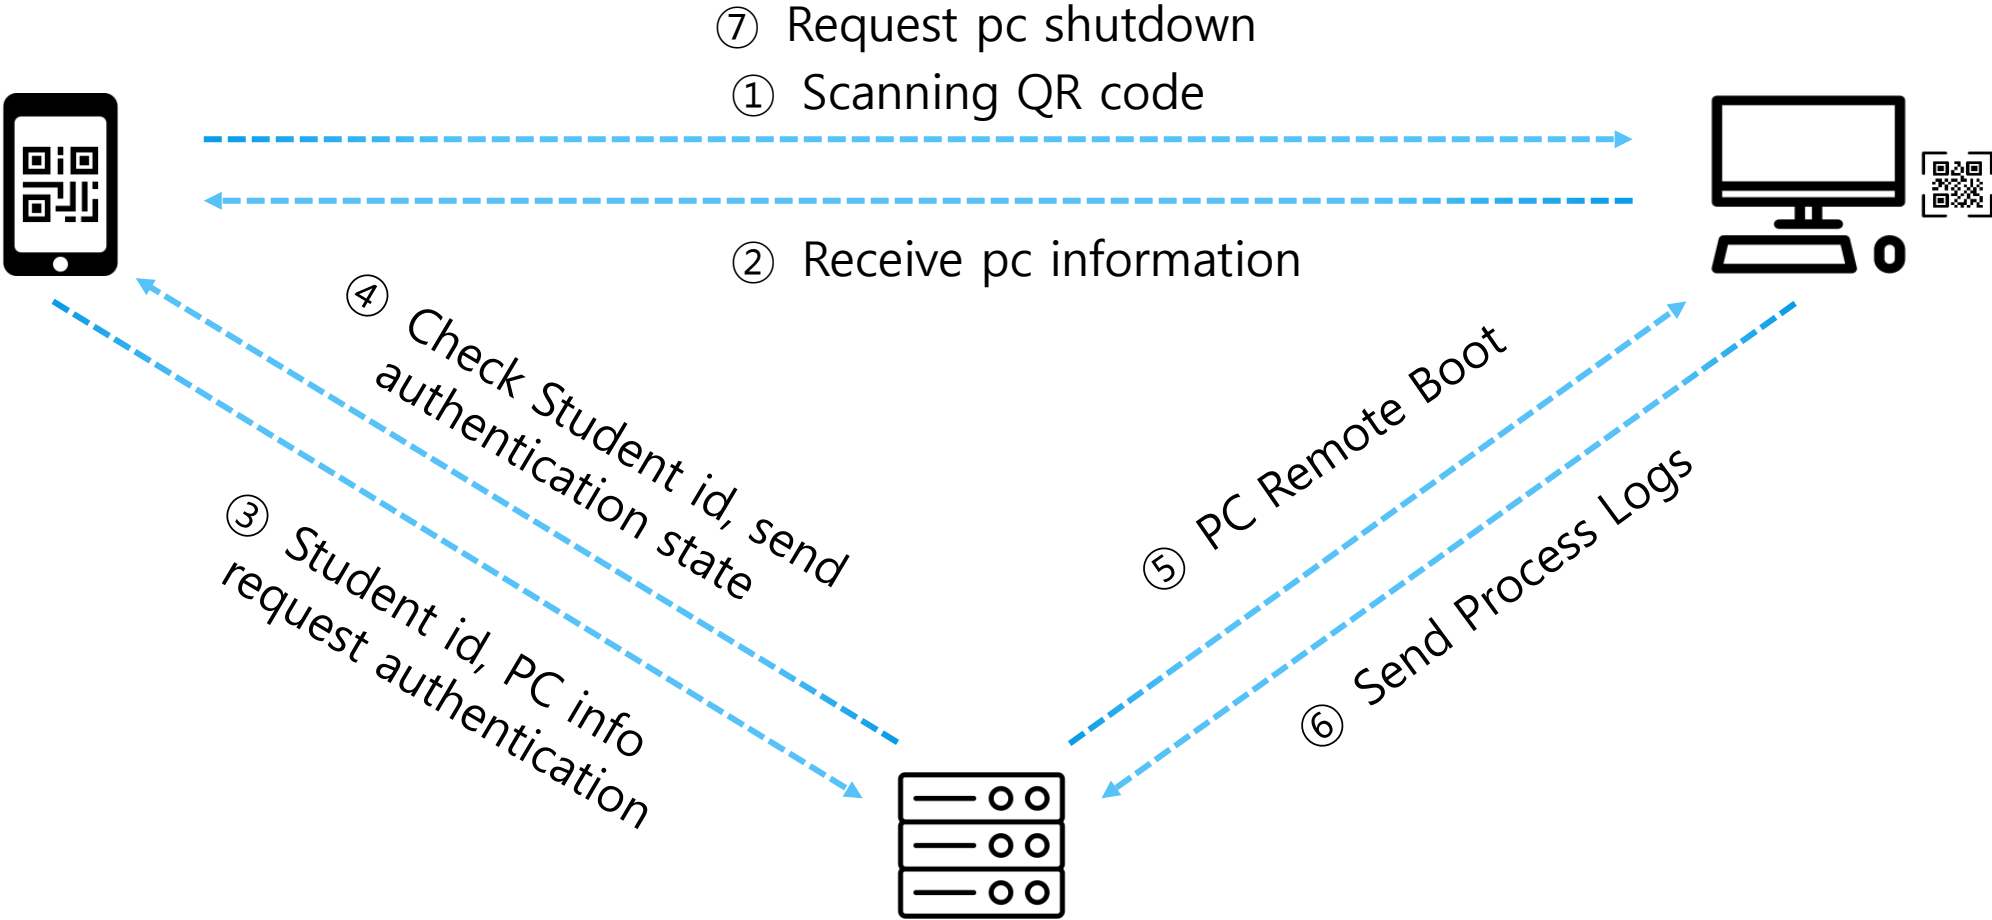 ⑦ Request pc shutdown
① Scanning QR code
② Receive pc information
④ Check Student id, send
authentication state
③ Student id, PC info
request authentication
⑤ PC Remote Boot
⑥ Send Process Logs